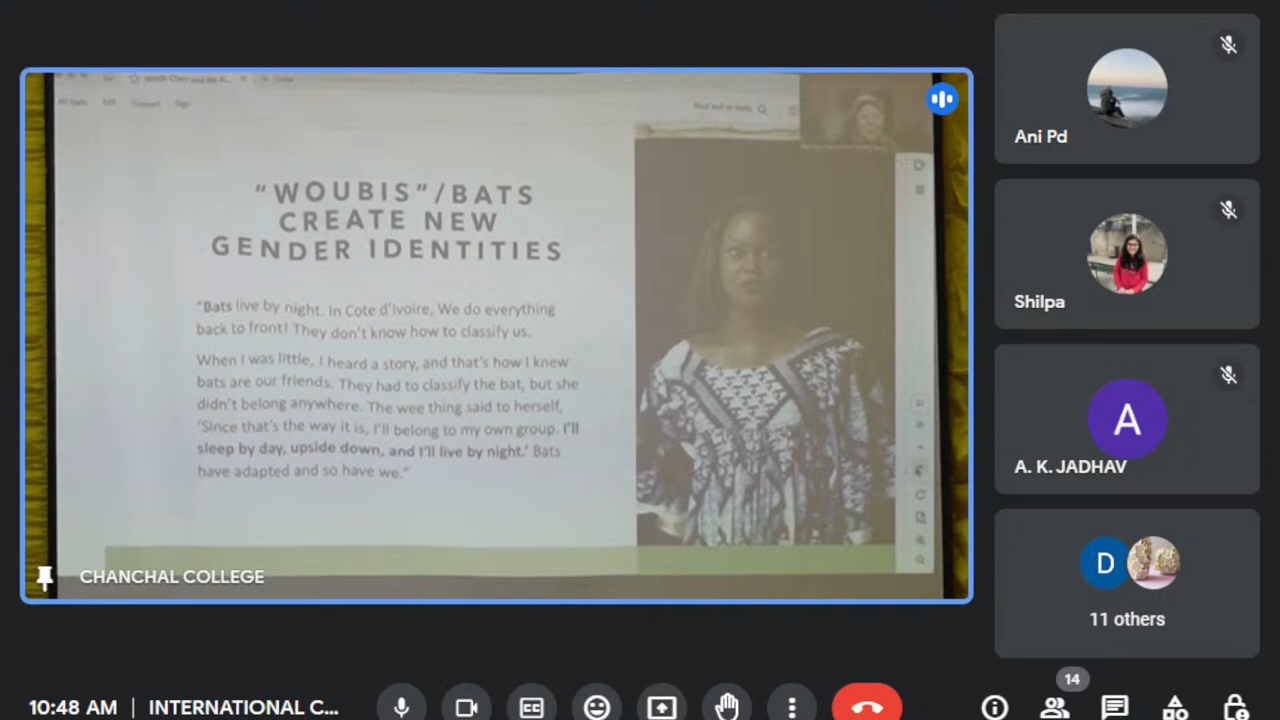 Find text or tools
"WOUBIS"/BATS
CREATE NEW
GENDER IDENTITIES
"Bats live by night. In Cote d'Ivoire, We do everything
back to front! They don't know how to classify us.
When I was little, I heard a story, and that's how I knew
bats are our friends. They had to classify the bat, but she
didn't belong anywhere. The wee thing said to herself,
'Since that's the way it is, I'll belong to my own group. I'll
sleep by day, upside down, and I'll live by night.' Bats
have adapted and so have we."
CHANCHAL COLLEGE
Ani Pd
Shilpa
A
A. K. JADHAV
D
11 others
14
10:48 AM | INTERNATIONAL C...